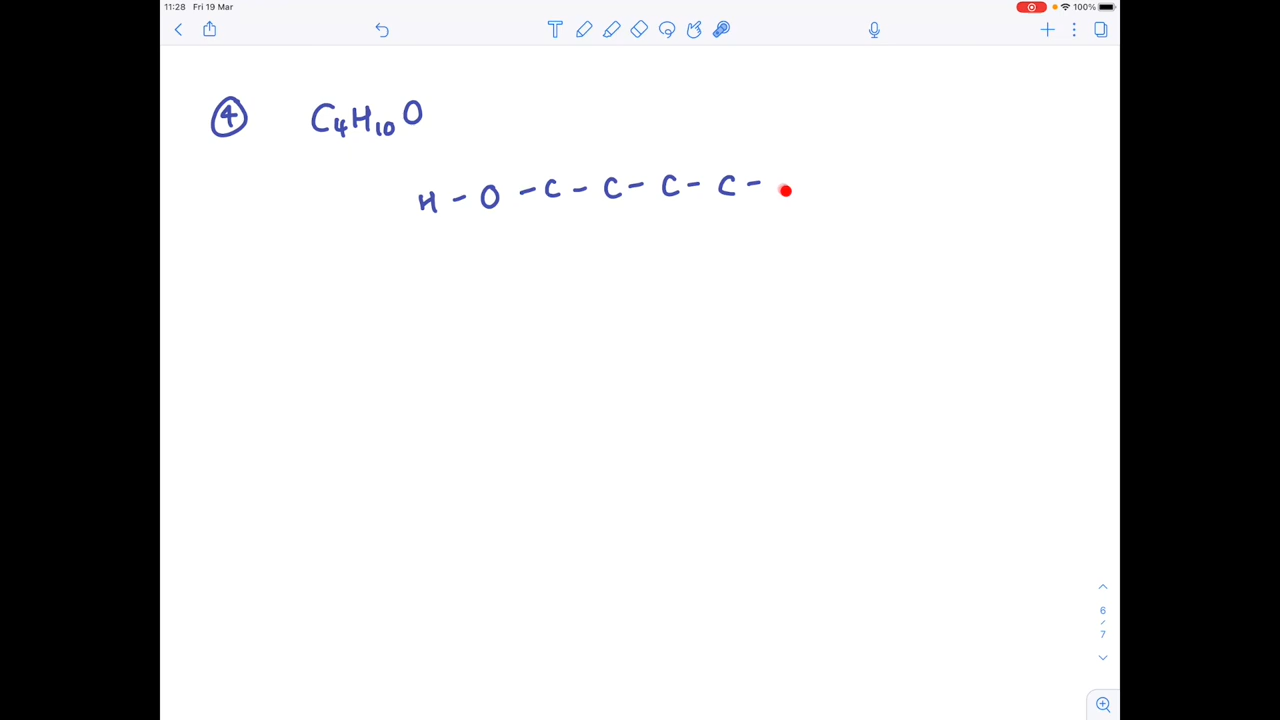 11:28 Fri 19 Mar 100%
T
④ C₄H₁₀O
H - O - C - C - C - C -
6
/
7